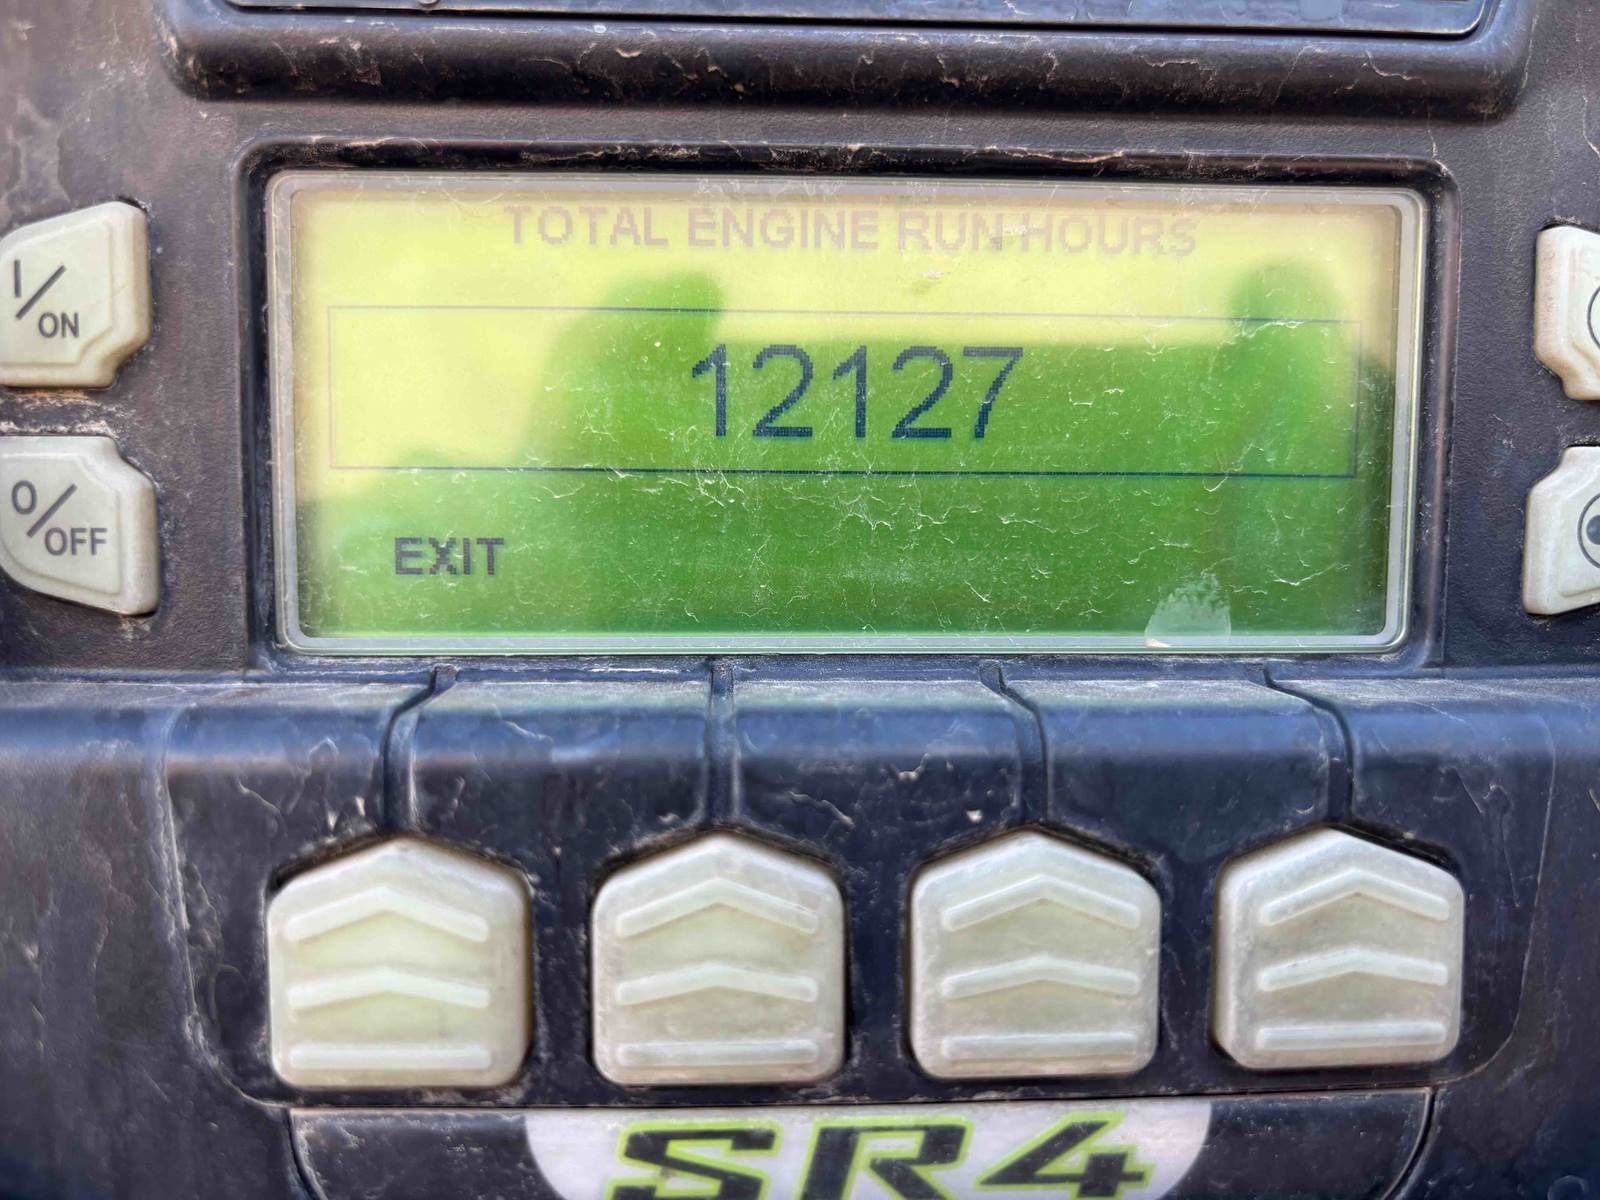 TOTAL ENGINE RUN HOURS
I/ON
12127
O/OFF
EXIT
SR4